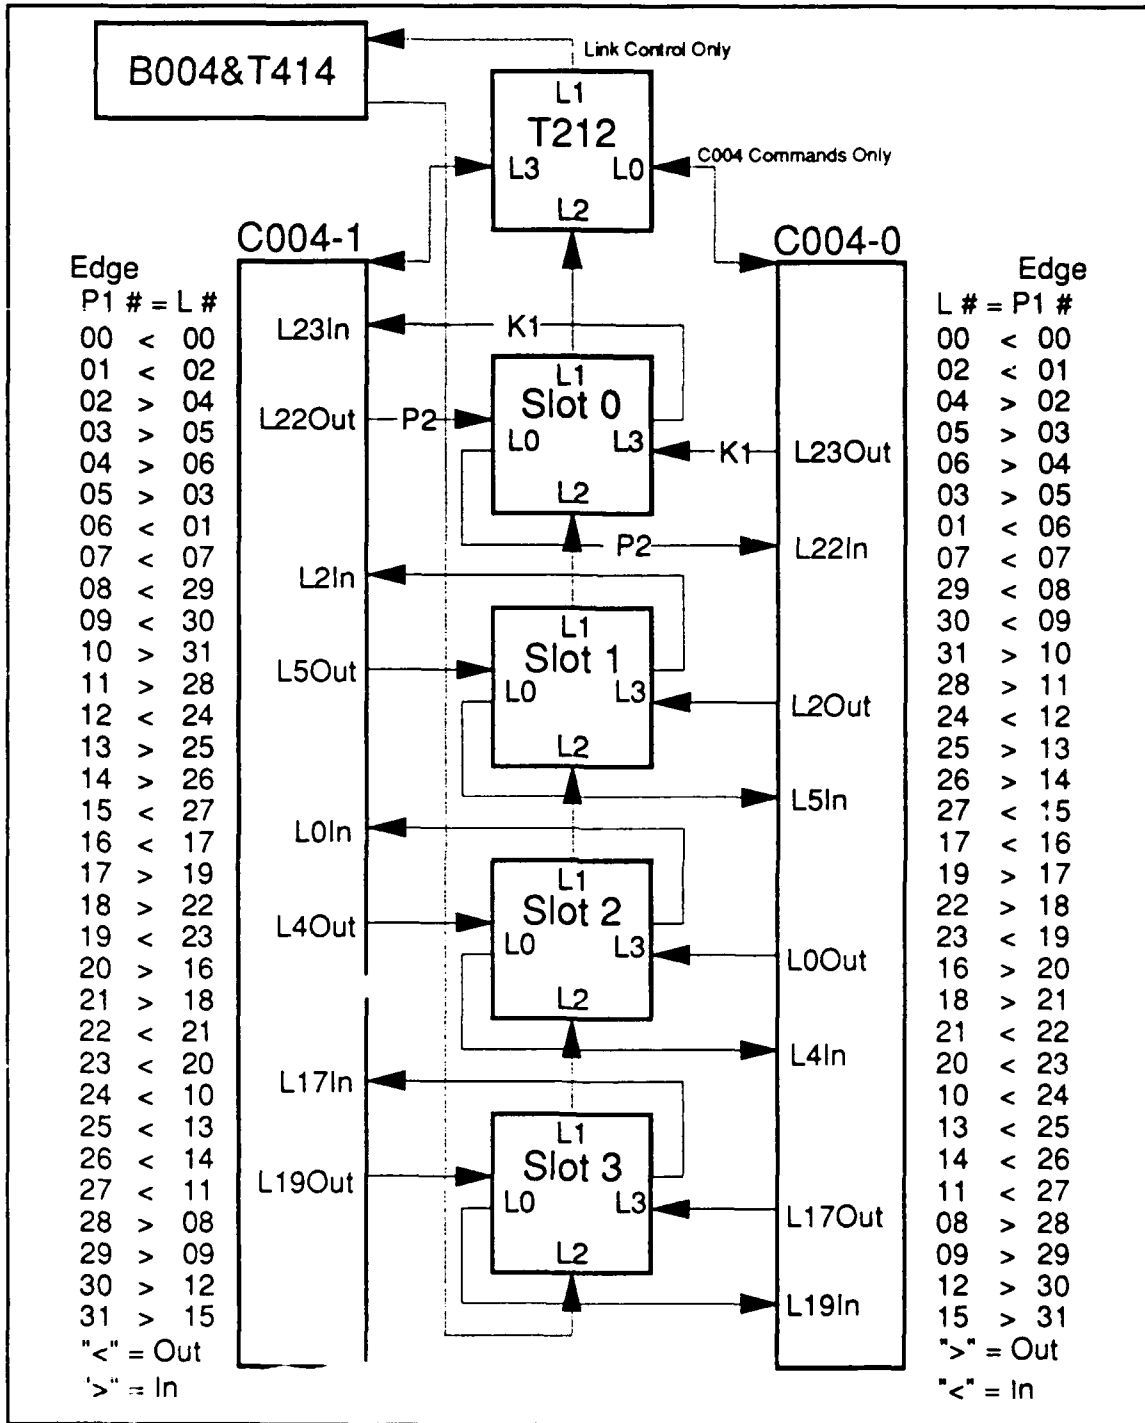 B004&T414
Link Control Only
L1
T212
L3 L0
L2
C004 Commands Only
C004-1
C004-0
Edge
P1 # = L #
00 < 00
01 < 02
02 > 04
03 > 05
04 > 06
05 > 03
06 < 01
07 < 07
08 < 29
09 < 30
10 > 31
11 > 28
12 < 24
13 > 25
14 > 26
15 < 27
16 < 17
17 > 19
18 > 22
19 < 23
20 > 16
21 > 18
22 < 21
23 < 20
24 < 10
25 < 13
26 < 14
27 < 11
28 > 08
29 > 09
30 > 12
31 > 15
"<" = Out
'>" = In
L23In
L22Out
L2In
L5Out
L0In
L4Out
L17In
L19Out
K1
P2
L1
Slot 0
L0 L3
L2
K1
P2
L1
Slot 1
L0 L3
L2
L1
Slot 2
L0 L3
L2
L1
Slot 3
L0 L3
L2
L23Out
L22In
L2Out
L5In
L0Out
L4In
L17Out
L19In
Edge
L # = P1 #
00 < 00
02 < 01
04 > 02
05 > 03
06 > 04
03 > 05
01 < 06
07 < 07
29 < 08
30 < 09
31 > 10
28 > 11
24 < 12
25 > 13
26 > 14
27 < 15
17 < 16
19 > 17
22 > 18
23 < 19
16 > 20
18 > 21
21 < 22
20 < 23
10 < 24
13 < 25
14 < 26
11 < 27
08 > 28
09 > 29
12 > 30
15 > 31
">" = Out
"<" = In